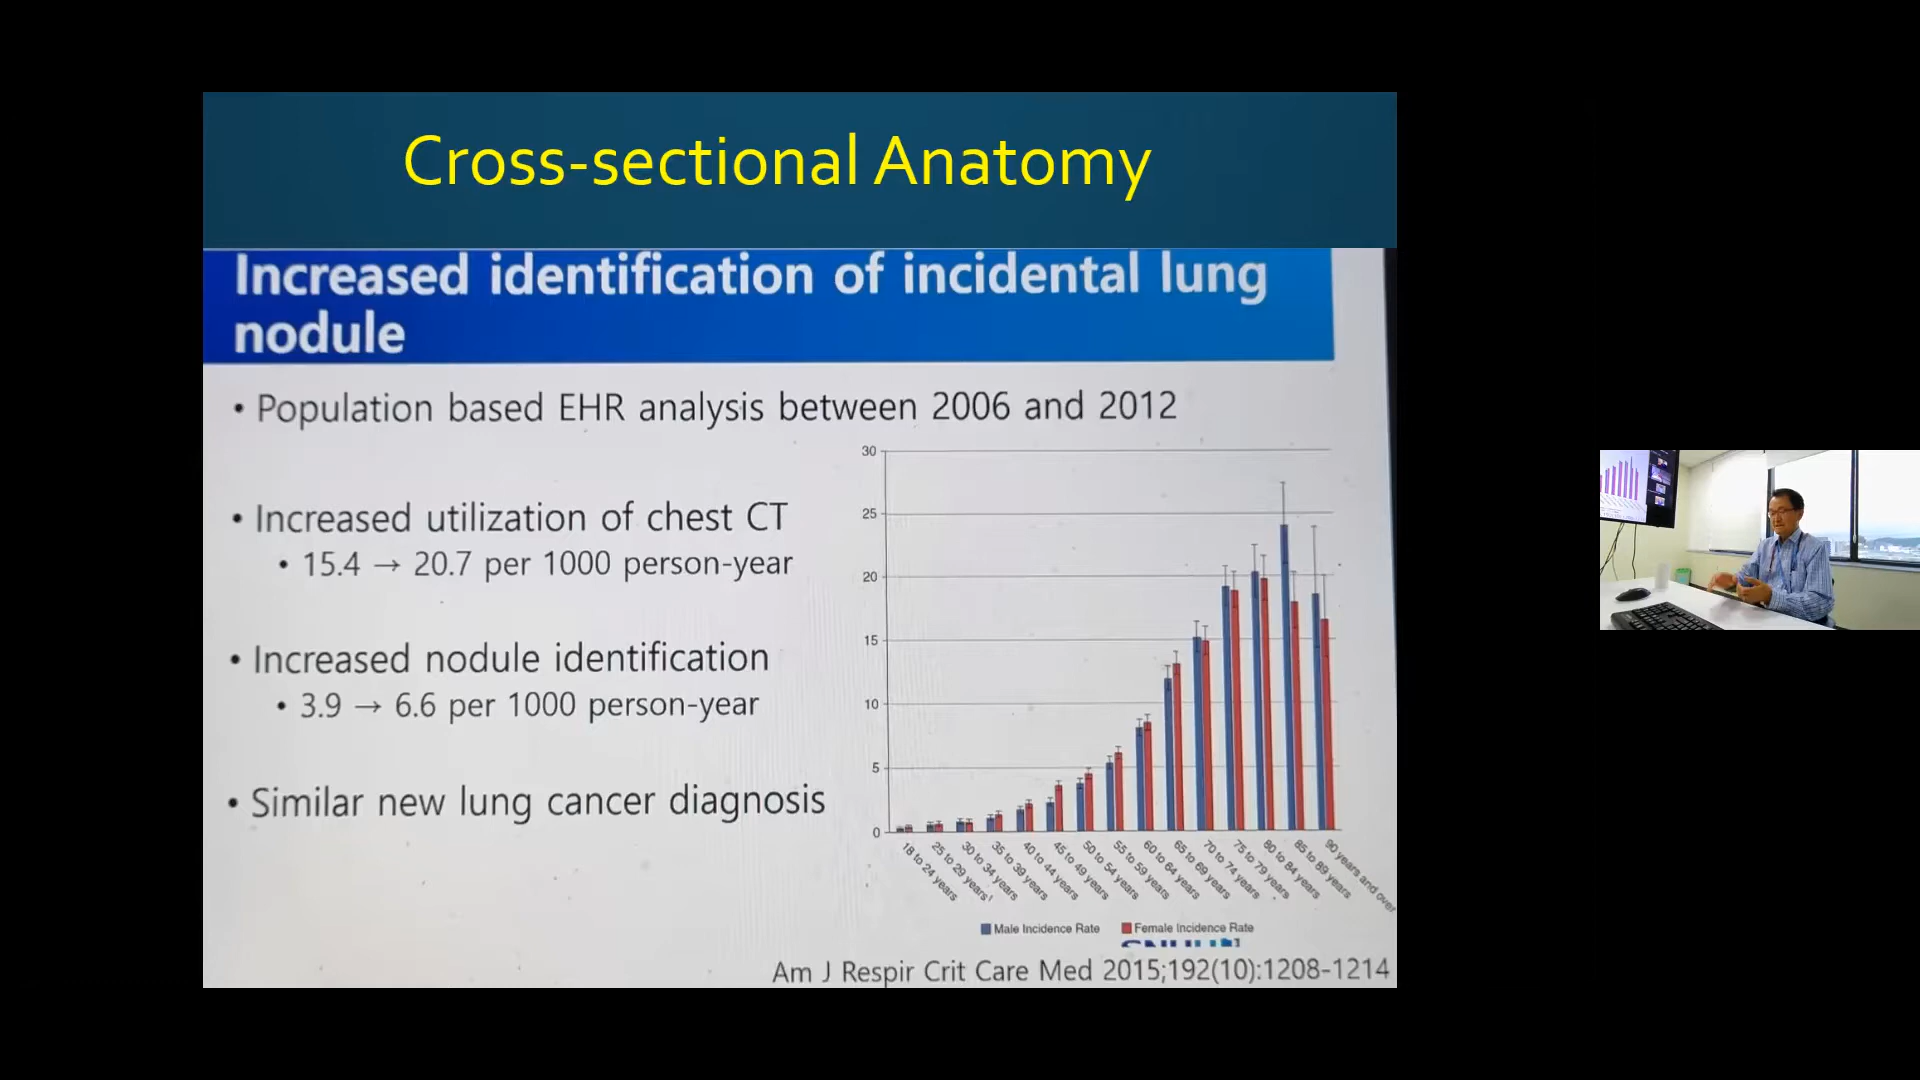 Cross-sectional Anatomy
Increased identification of incidental lung
nodule
• Population based EHR analysis between 2006 and 2012
• Increased utilization of chest CT
• 15.4 → 20.7 per 1000 person-year
• Increased nodule identification
• 3.9 → 6.6 per 1000 person-year
• Similar new lung cancer diagnosis
30
25
20
15
10
5
0
18 to 24 years
25 to 29 years
30 to 34 years
35 to 39 years
40 to 44 years
45 to 49 years
50 to 54 years
55 to 59 years
60 to 64 years
65 to 69 years
70 to 74 years
75 to 79 years
80 to 84 years
85 to 89 years
90 years and over
Male Incidence Rate
Female Incidence Rate
Am J Respir Crit Care Med 2015;192(10):1208-1214